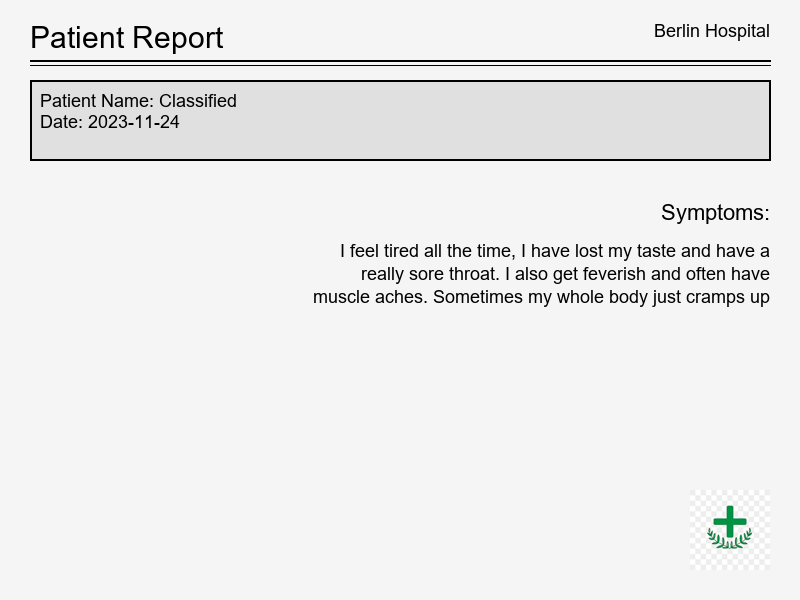 Patient Report
Berlin Hospital
Patient Name: Classified
Date: 2023-11-24
Symptoms:
I feel tired all the time, I have lost my taste and have a
really sore throat. I also get feverish and often have
muscle aches. Sometimes my whole body just cramps up